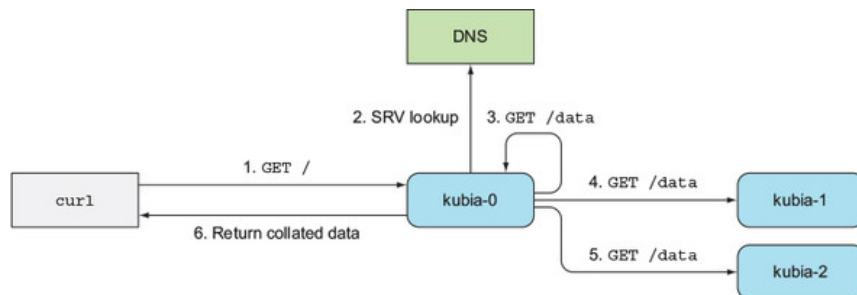 DNS
2. SRV lookup
3. GET /data
1. GET /
4. GET /data
curl
kubia-0
kubia-1
6. Return collated data
5. GET /data
kubia-2